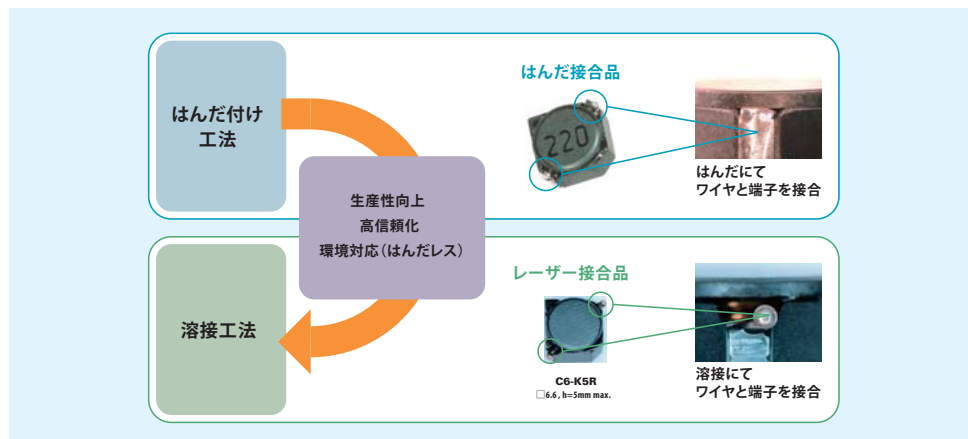 はんだ付け
工法
はんだ接合品
220
はんだにて
ワイヤと端子を接合
生産性向上
高信頼化
環境対応（はんだレス）
溶接工法
レーザー接合品
C6-K5R
□6.6 , h=5mm max.
溶接にて
ワイヤと端子を接合